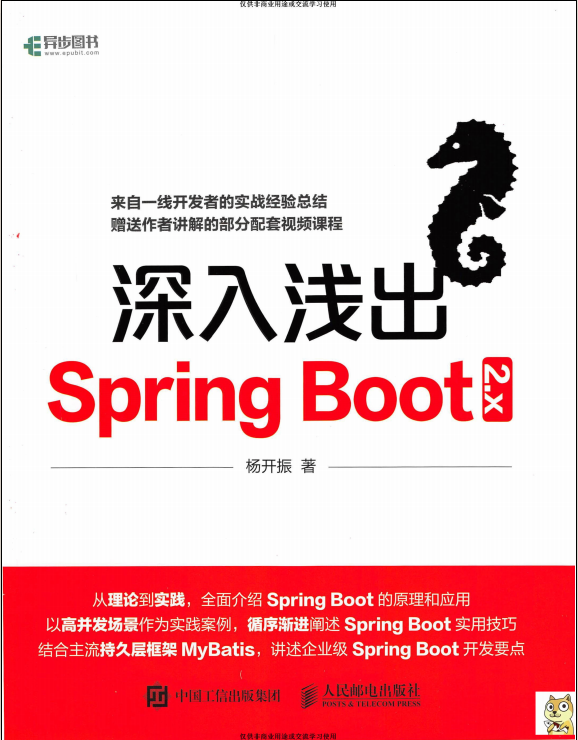 仅供非商业用途或交流学习使用
异步图书
www.epubit.com
来自一线开发者的实战经验总结
赠送作者讲解的部分配套视频课程
深入浅出
Spring Boot 2.x
杨开振 著
从理论到实践，全面介绍 Spring Boot 的原理和应用
以高并发场景作为实践案例，循序渐进阐述 Spring Boot 实用技巧
结合主流持久层框架 MyBatis，讲述企业级 Spring Boot 开发要点
中国工信出版集团 人民邮电出版社
POSTS & TELECOM PRESS
仅供非商业用途或交流学习使用